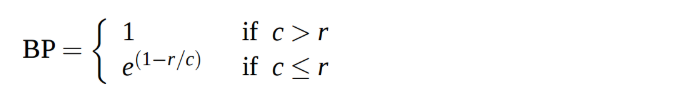 BP = { 1 if c > r
e^(1−r/c) if c ≤ r